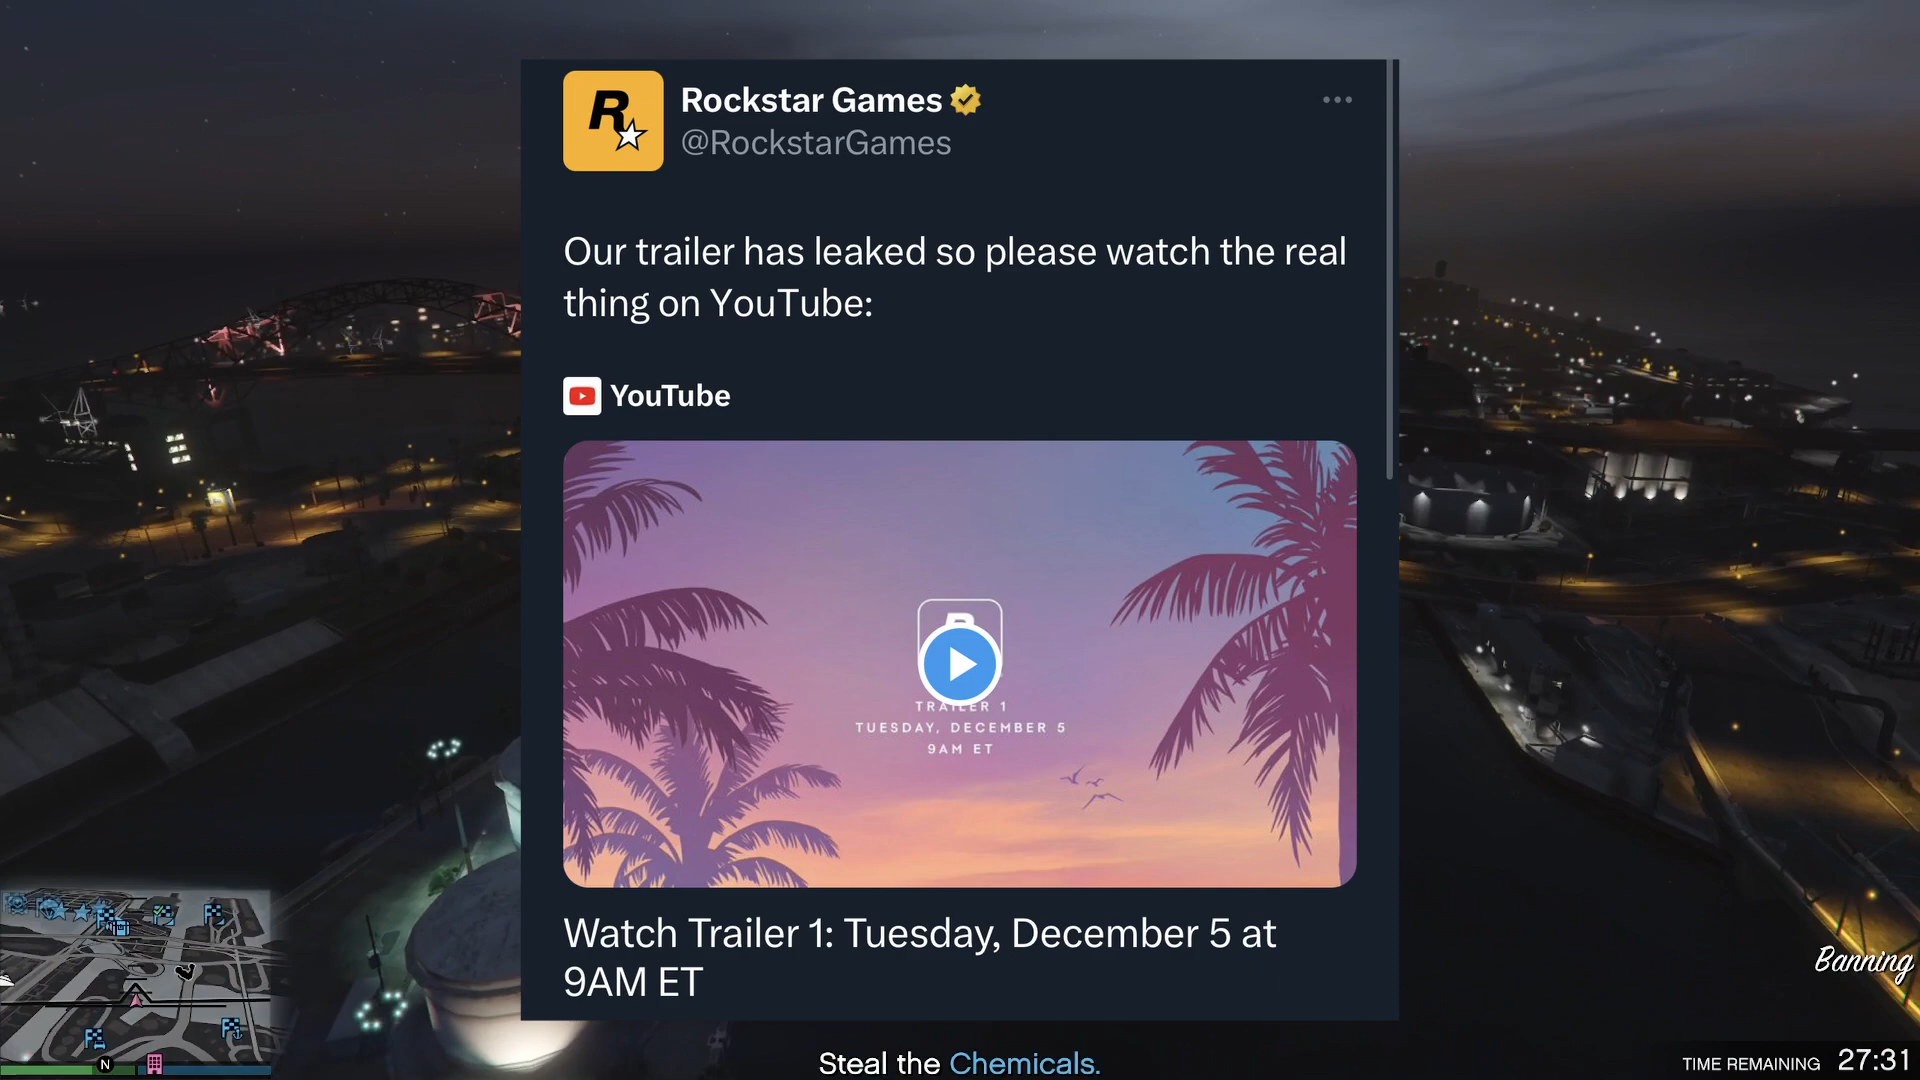 Rockstar Games
@RockstarGames
Our trailer has leaked so please watch the real
thing on YouTube:
YouTube
TRAILER 1
TUESDAY, DECEMBER 5
9AM ET
Watch Trailer 1: Tuesday, December 5 at
9AM ET
Banning
N
Steal the Chemicals.
TIME REMAINING 27:31